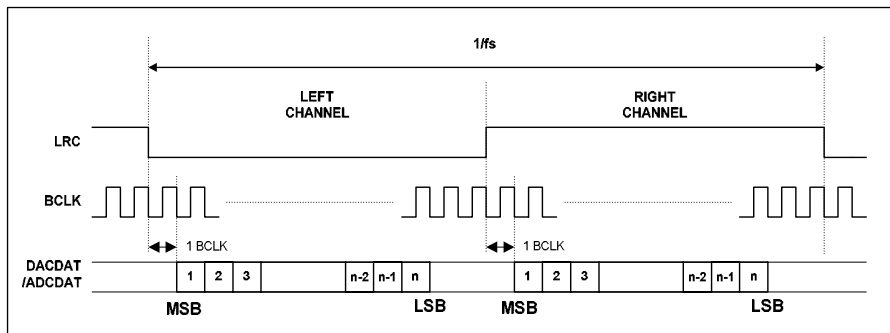 1/fs
LEFT
CHANNEL
RIGHT
CHANNEL
LRC
BCLK
1 BCLK
1 BCLK
DACDAT
/ADCDAT
1 2 3 n-2 n-1 n 1 2 3 n-2 n-1 n
MSB LSB MSB LSB